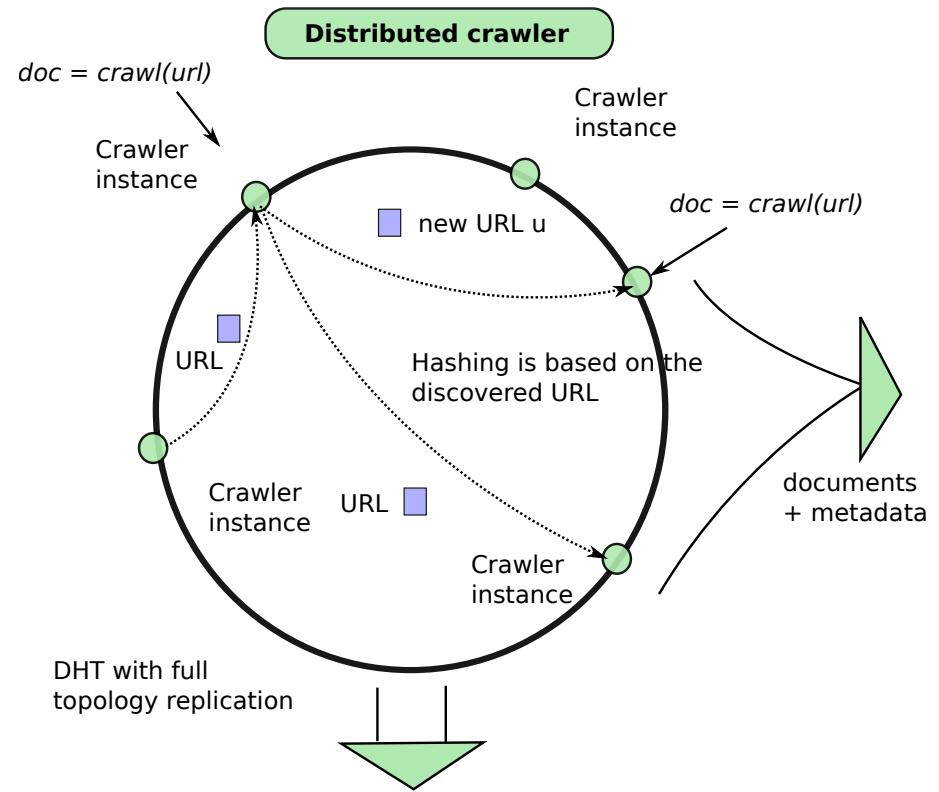 Distributed crawler
doc = crawl(url)
Crawler
instance
Crawler
instance
doc = crawl(url)
new URL u
URL
Hashing is based on the
discovered URL
Crawler
instance
URL
documents
+ metadata
Crawler
instance
DHT with full
topology replication